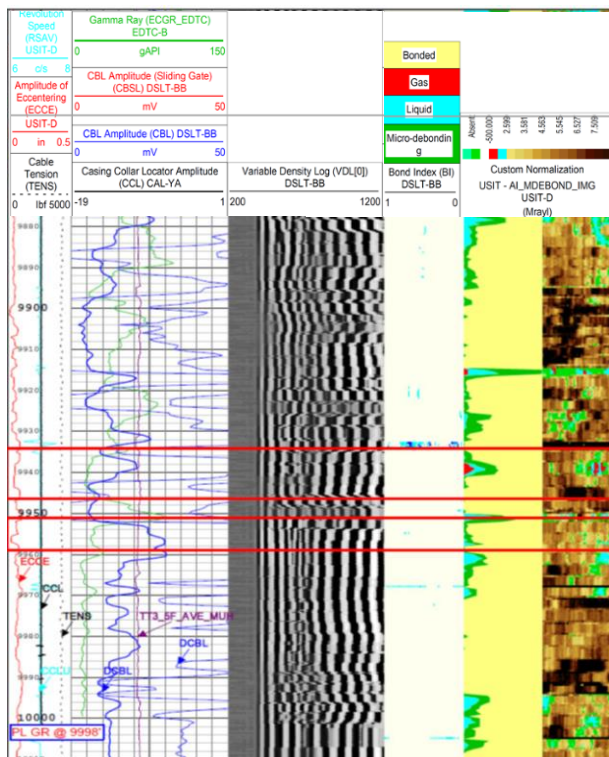 Revolution
Speed
(RSAV)
USIT-D
6 c/s 8
Amplitude of
Eccentering
(ECCE)
USIT-D
0 in 0.5
Cable
Tension
(TENS)
0 lbf 5000
Gamma Ray (ECGR_EDTC)
EDTC-B
0 gAPI 150
CBL Amplitude (Sliding Gate)
(CBSL) DSLT-BB
0 mV 50
CBL Amplitude (CBL) DSLT-BB
0 mV 50
Casing Collar Locator Amplitude
(CCL) CAL-YA
-19 1
Variable Density Log (VDL[0])
DSLT-BB
200 1200
Bonded
Gas
Liquid
Micro-debondin
g
Bond Index (BI)
DSLT-BB
1 0
Absent
-500.000
2.599
3.581
4.563
5.545
6.527
7.509
Custom Normalization
USIT - AI_MDEBOND_IMG
USIT-D
(Mrayl)
9880
9890
9900
9910
9920
9930
9940
9950
9960
ECCE
9970
CCL
TENS
TT3_5F_AVE_MUH
9980
DCBL
9990
CCLU
DCBL
10000
PL GR @ 9998'